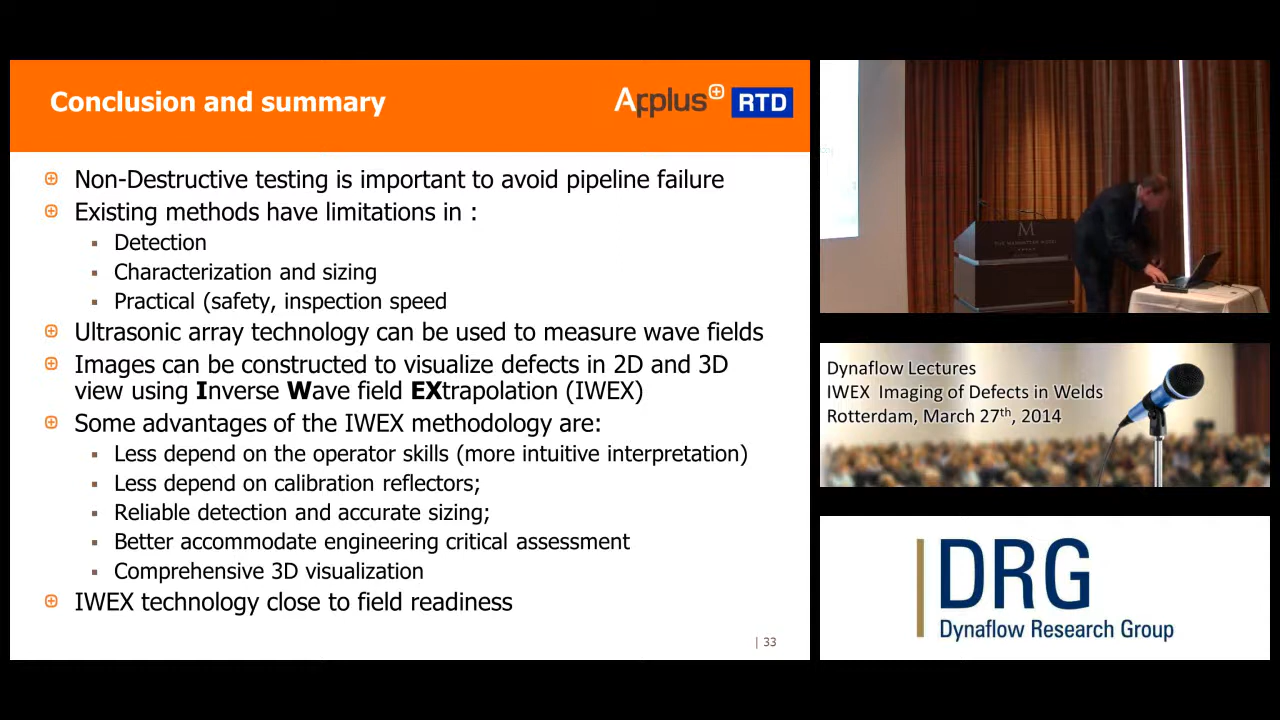 Conclusion and summary
Applus+ RTD
Non-Destructive testing is important to avoid pipeline failure
Existing methods have limitations in :
Detection
Characterization and sizing
Practical (safety, inspection speed
Ultrasonic array technology can be used to measure wave fields
Images can be constructed to visualize defects in 2D and 3D
view using Inverse Wave field EXtrapolation (IWEX)
Some advantages of the IWEX methodology are:
Less depend on the operator skills (more intuitive interpretation)
Less depend on calibration reflectors;
Reliable detection and accurate sizing;
Better accommodate engineering critical assessment
Comprehensive 3D visualization
IWEX technology close to field readiness
| 33
M
Dynaflow Lectures
IWEX Imaging of Defects in Welds
Rotterdam, March 27th, 2014
DRG
Dynaflow Research Group